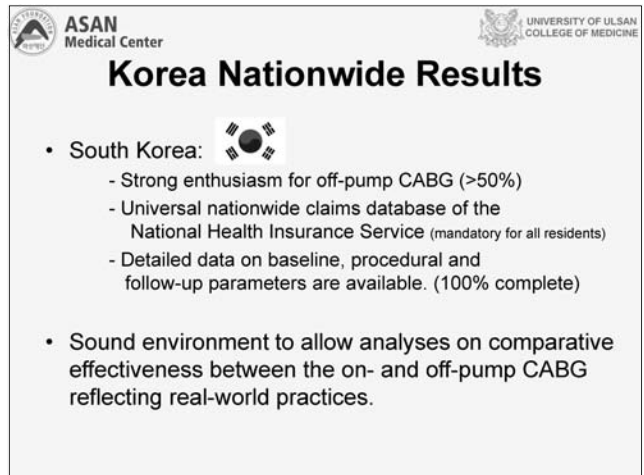 ASAN
Medical Center
UNIVERSITY OF ULSAN
COLLEGE OF MEDICINE
Korea Nationwide Results
• South Korea:
- Strong enthusiasm for off-pump CABG (>50%)
- Universal nationwide claims database of the
National Health Insurance Service (mandatory for all residents)
- Detailed data on baseline, procedural and
follow-up parameters are available. (100% complete)
• Sound environment to allow analyses on comparative
effectiveness between the on- and off-pump CABG
reflecting real-world practices.